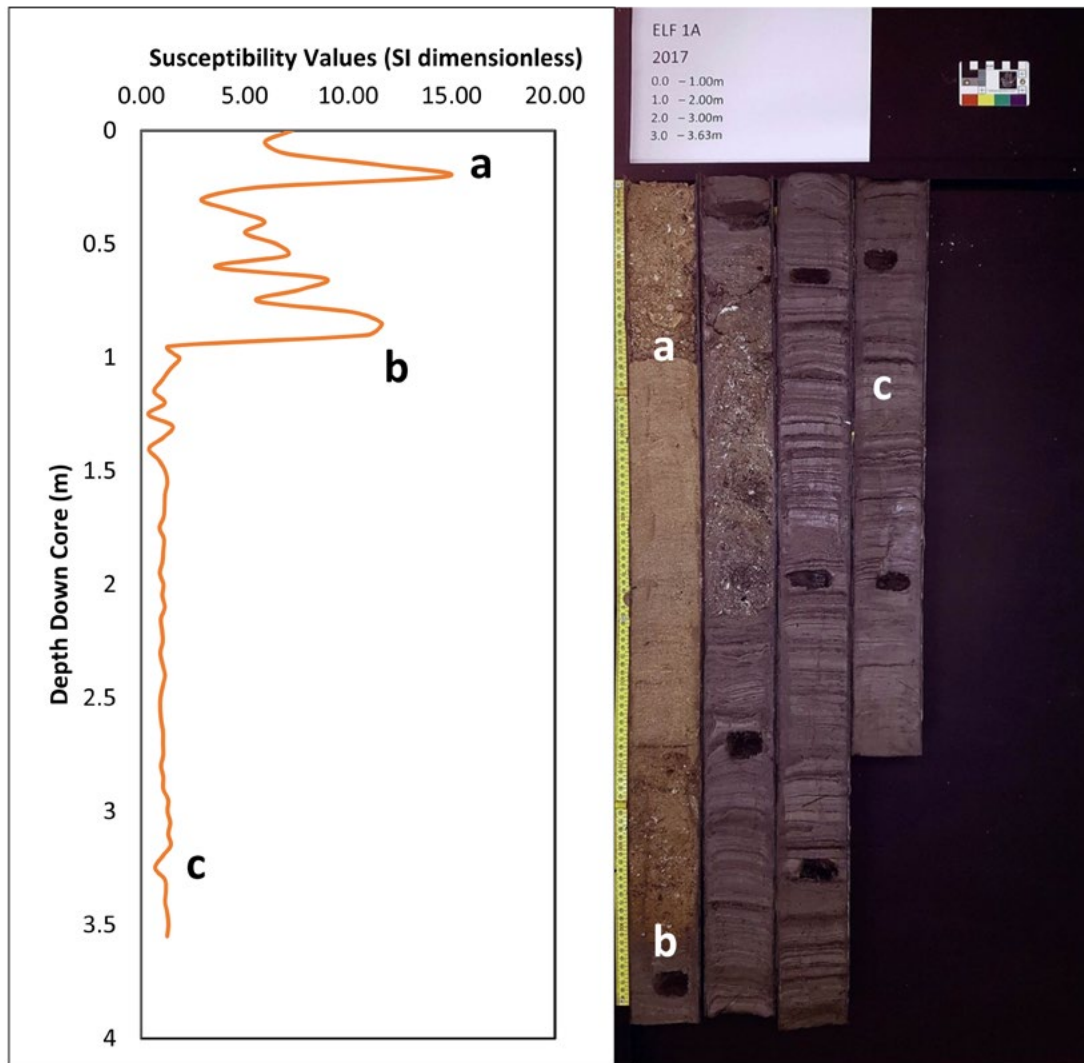 Susceptibility Values (SI dimensionless)
0.00 5.00 10.00 15.00 20.00
0
0.5
1
1.5
2
2.5
3
3.5
4
Depth Down Core (m)
a
b
c
ELF 1A
2017
0.0 – 1.00m
1.0 – 2.00m
2.0 – 3.00m
3.0 – 3.63m
a
c
b